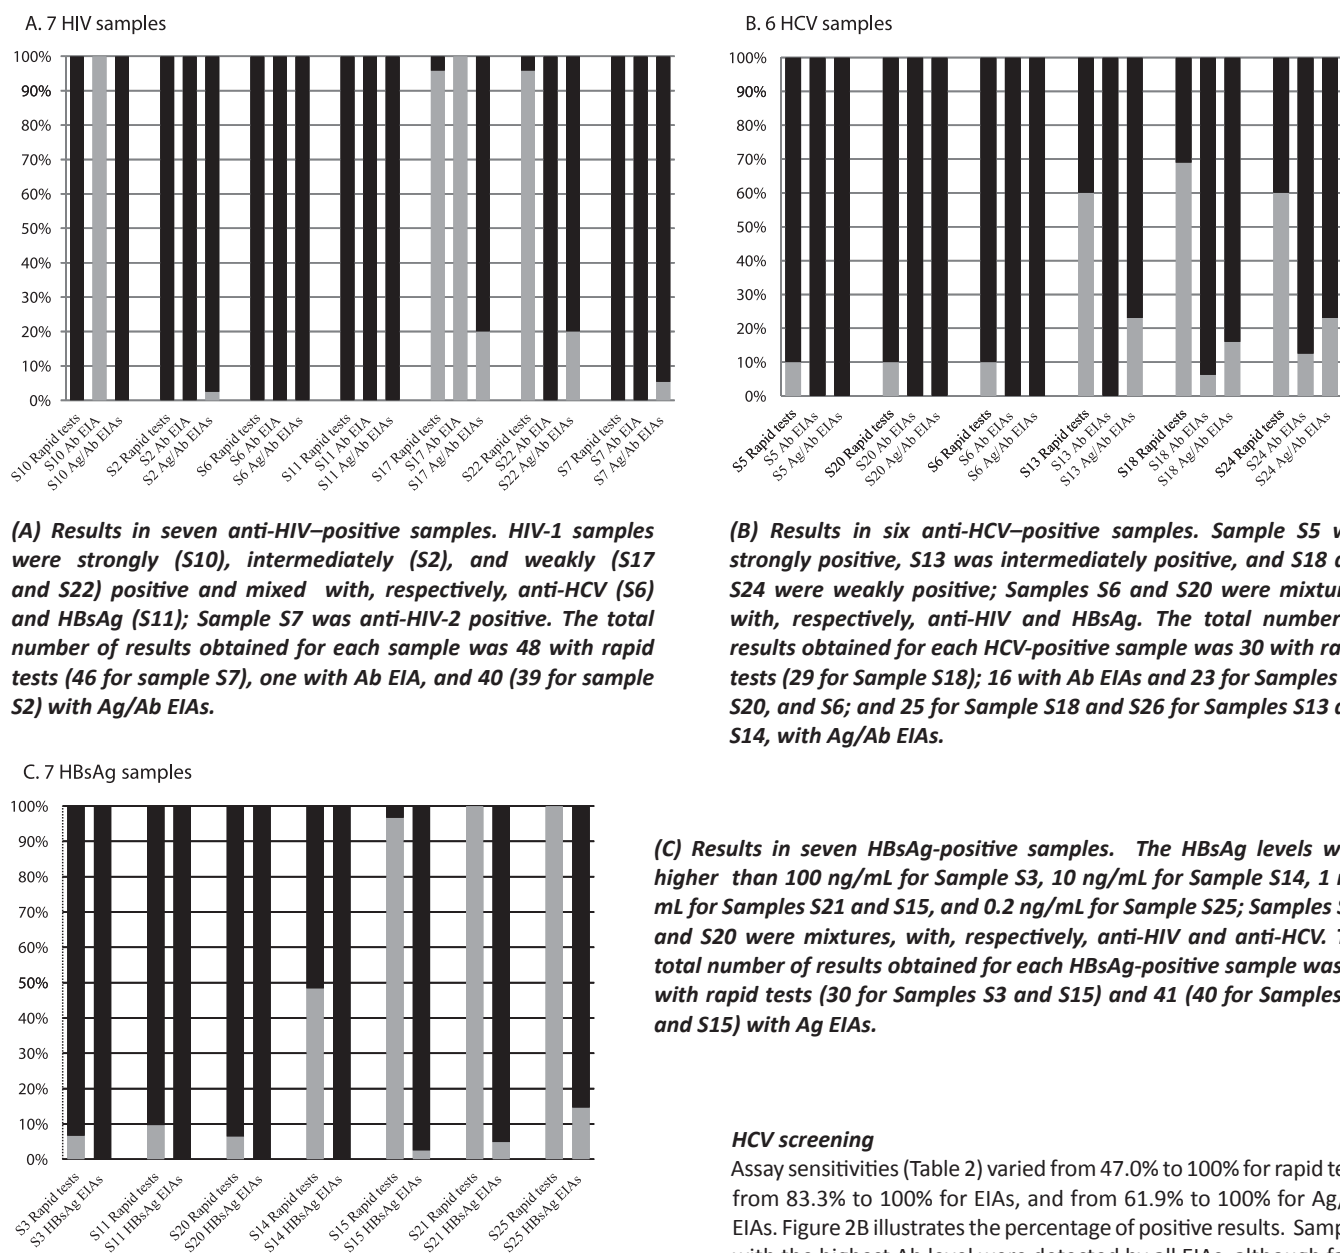 A. 7 HIV samples
100%
90%
80%
70%
60%
50%
40%
30%
20%
10%
0%
S10 Rapid tests
S10 Ab EIA
S10 Ag/Ab EIAs
S2 Rapid tests
S2 Ab EIA
S2 Ag/Ab EIAs
S6 Rapid tests
S6 Ab EIA
S6 Ag/Ab EIAs
S11 Rapid tests
S11 Ab EIA
S11 Ag/Ab EIAs
S17 Rapid tests
S17 Ab EIA
S17 Ag/Ab EIAs
S22 Rapid tests
S22 Ab EIA
S22 Ag/Ab EIAs
S7 Rapid tests
S7 Ab EIA
S7 Ag/Ab EIAs
(A) Results in seven anti-HIV–positive samples. HIV-1 samples
were strongly (S10), intermediately (S2), and weakly (S17
and S22) positive and mixed with, respectively, anti-HCV (S6)
and HBsAg (S11); Sample S7 was anti-HIV-2 positive. The total
number of results obtained for each sample was 48 with rapid
tests (46 for sample S7), one with Ab EIA, and 40 (39 for sample
S2) with Ag/Ab EIAs.
B. 6 HCV samples
100%
90%
80%
70%
60%
50%
40%
30%
20%
10%
0%
S5 Rapid tests
S5 Ab EIAs
S5 Ag/Ab EIAs
S20 Rapid tests
S20 Ab EIAs
S20 Ag/Ab EIAs
S6 Rapid tests
S6 Ab EIAs
S6 Ag/Ab EIAs
S13 Rapid tests
S13 Ab EIAs
S13 Ag/Ab EIAs
S18 Rapid tests
S18 Ab EIAs
S18 Ag/Ab EIAs
S24 Rapid tests
S24 Ab EIAs
S24 Ag/Ab EIAs
(B) Results in six anti-HCV–positive samples. Sample S5
strongly positive, S13 was intermediately positive, and S18
S24 were weakly positive; Samples S6 and S20 were
with, respectively, anti-HIV and HBsAg. The total number
results obtained for each HCV-positive sample was 30 with
tests (29 for Sample S18); 16 with Ab EIAs and 23 for Samples
S20, and S6; and 25 for Sample S18 and S26 for Samples S13
S14, with Ag/Ab EIAs.
C. 7 HBsAg samples
100%
90%
80%
70%
60%
50%
40%
30%
20%
10%
0%
S3 Rapid tests
S3 HBsAg EIAs
S11 Rapid tests
S11 HBsAg EIAs
S20 Rapid tests
S20 HBsAg EIAs
S14 Rapid tests
S14 HBsAg EIAs
S15 Rapid tests
S15 HBsAg EIAs
S21 Rapid tests
S21 HBsAg EIAs
S25 Rapid tests
S25 HBsAg EIAs
(C) Results in seven HBsAg-positive samples. The HBsAg levels
higher than 100 ng/mL for Sample S3, 10 ng/mL for Sample S14, 1
mL for Samples S21 and S15, and 0.2 ng/mL for Sample S25; Samples
and S20 were mixtures, with, respectively, anti-HIV and anti-HCV.
total number of results obtained for each HBsAg-positive sample was
with rapid tests (30 for Samples S3 and S15) and 41 (40 for Samples
and S15) with Ag EIAs.
HCV screening
Assay sensitivities (Table 2) varied from 47.0% to 100% for rapid
from 83.3% to 100% for EIAs, and from 61.9% to 100% for
EIAs. Figure 2B illustrates the percentage of positive results.
with the highest Ab level were detected by all EIAs, although